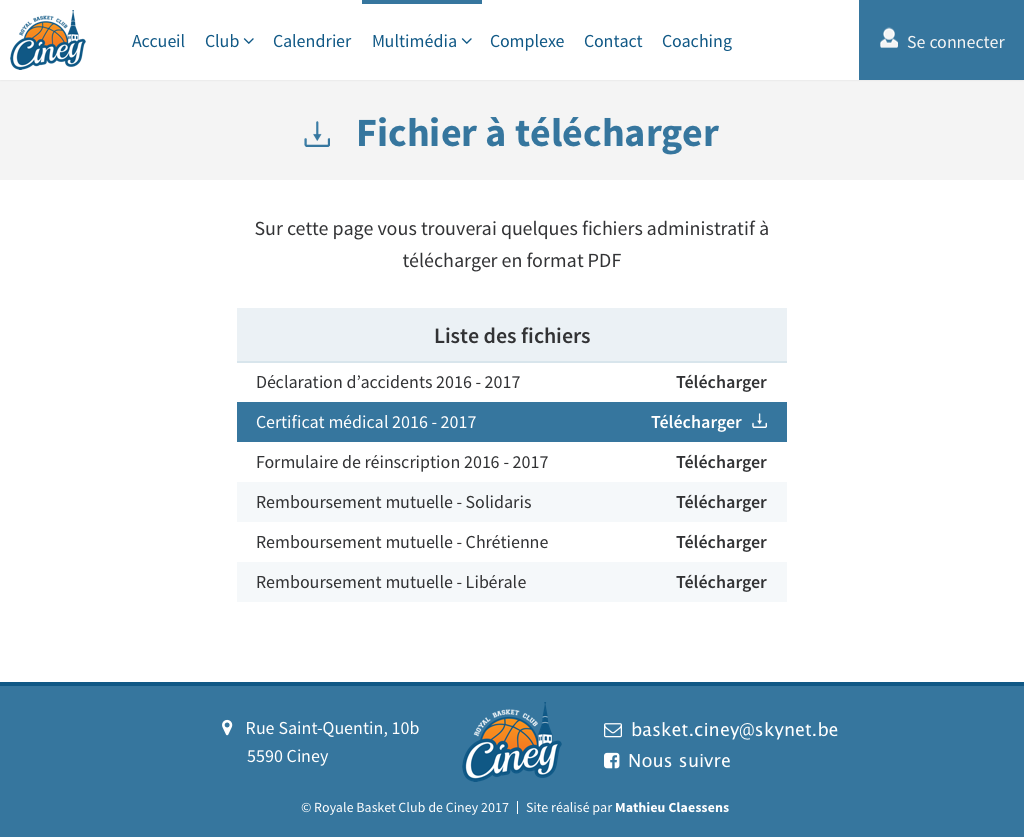 ROYAL BASKET CLUB
Ciney
Accueil Club Calendrier Multimédia Complexe Contact Coaching
Se connecter
Fichier à télécharger
Sur cette page vous trouverai quelques fichiers administratif à
télécharger en format PDF
Liste des fichiers
Déclaration d’accidents 2016 - 2017 Télécharger
Certificat médical 2016 - 2017 Télécharger
Formulaire de réinscription 2016 - 2017 Télécharger
Remboursement mutuelle - Solidaris Télécharger
Remboursement mutuelle - Chrétienne Télécharger
Remboursement mutuelle - Libérale Télécharger
Rue Saint-Quentin, 10b
5590 Ciney
ROYAL BASKET CLUB
Ciney
basket.ciney@skynet.be
Nous suivre
© Royale Basket Club de Ciney 2017 | Site réalisé par Mathieu Claessens